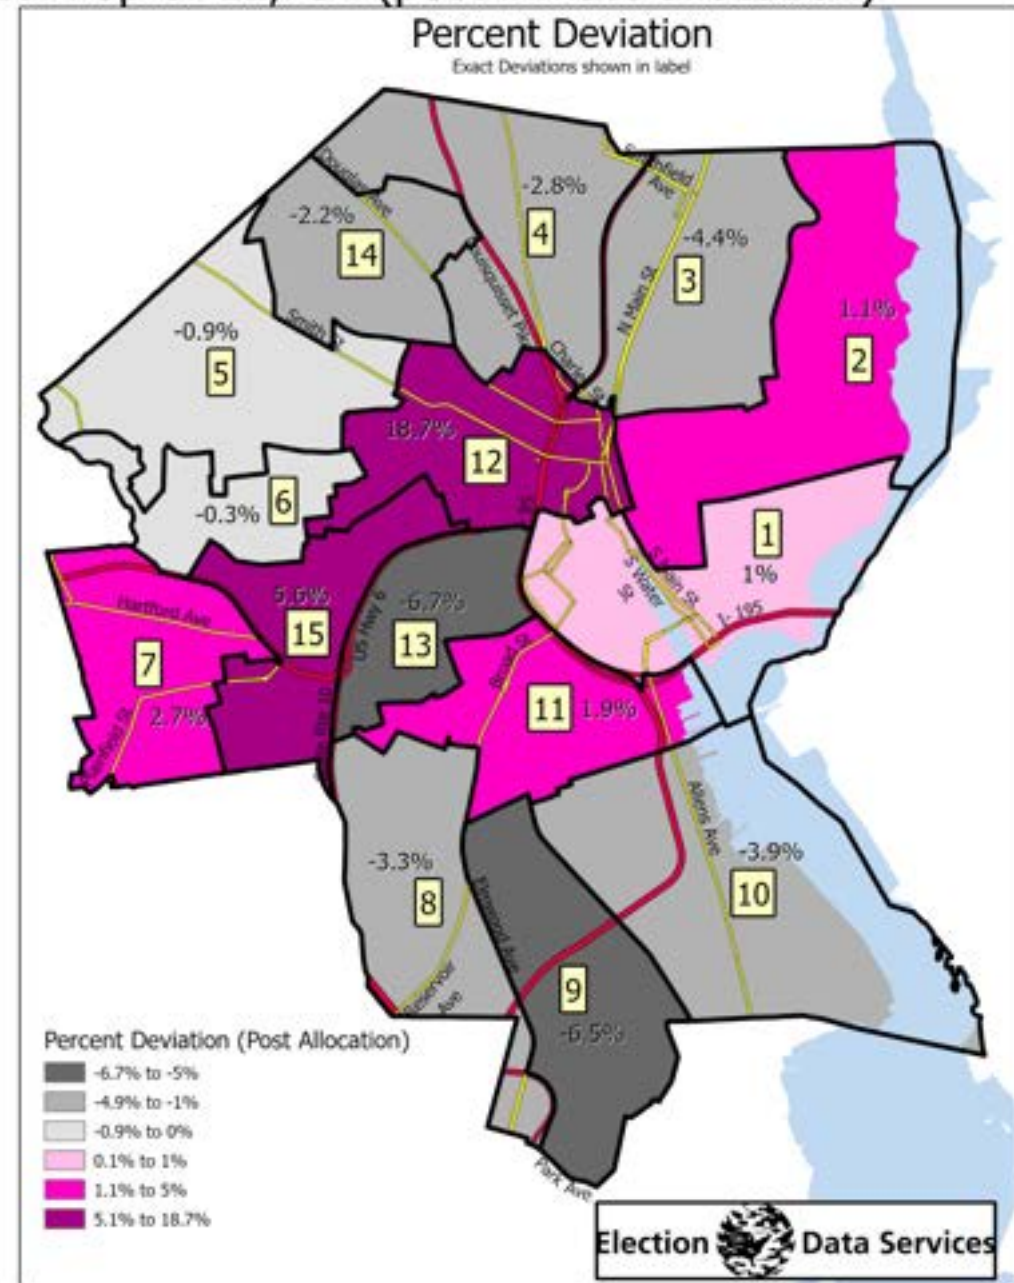 Percent Deviation
Exact Deviations shown in label
Douglas Ave
-2.2%
14
-2.8%
4
Smithfield Ave
-4.4%
3
N Main St
1.1%
2
-0.9%
5
Smith St
Charles St
18.7%
12
-0.3%
6
1
1%
S Main St
S Water St
I- 195
Hartford Ave
7
2.7%
5.6%
15
US Hwy 6
-6.7%
13
Broad St
11
1.9%
Allens Ave
-3.3%
8
-3.9%
10
Elmwood Ave
Reservoir Ave
9
-6.5%
Park Ave
Percent Deviation (Post Allocation)
-6.7% to -5%
-4.9% to -1%
-0.9% to 0%
0.1% to 1%
1.1% to 5%
5.1% to 18.7%
Election Data Services